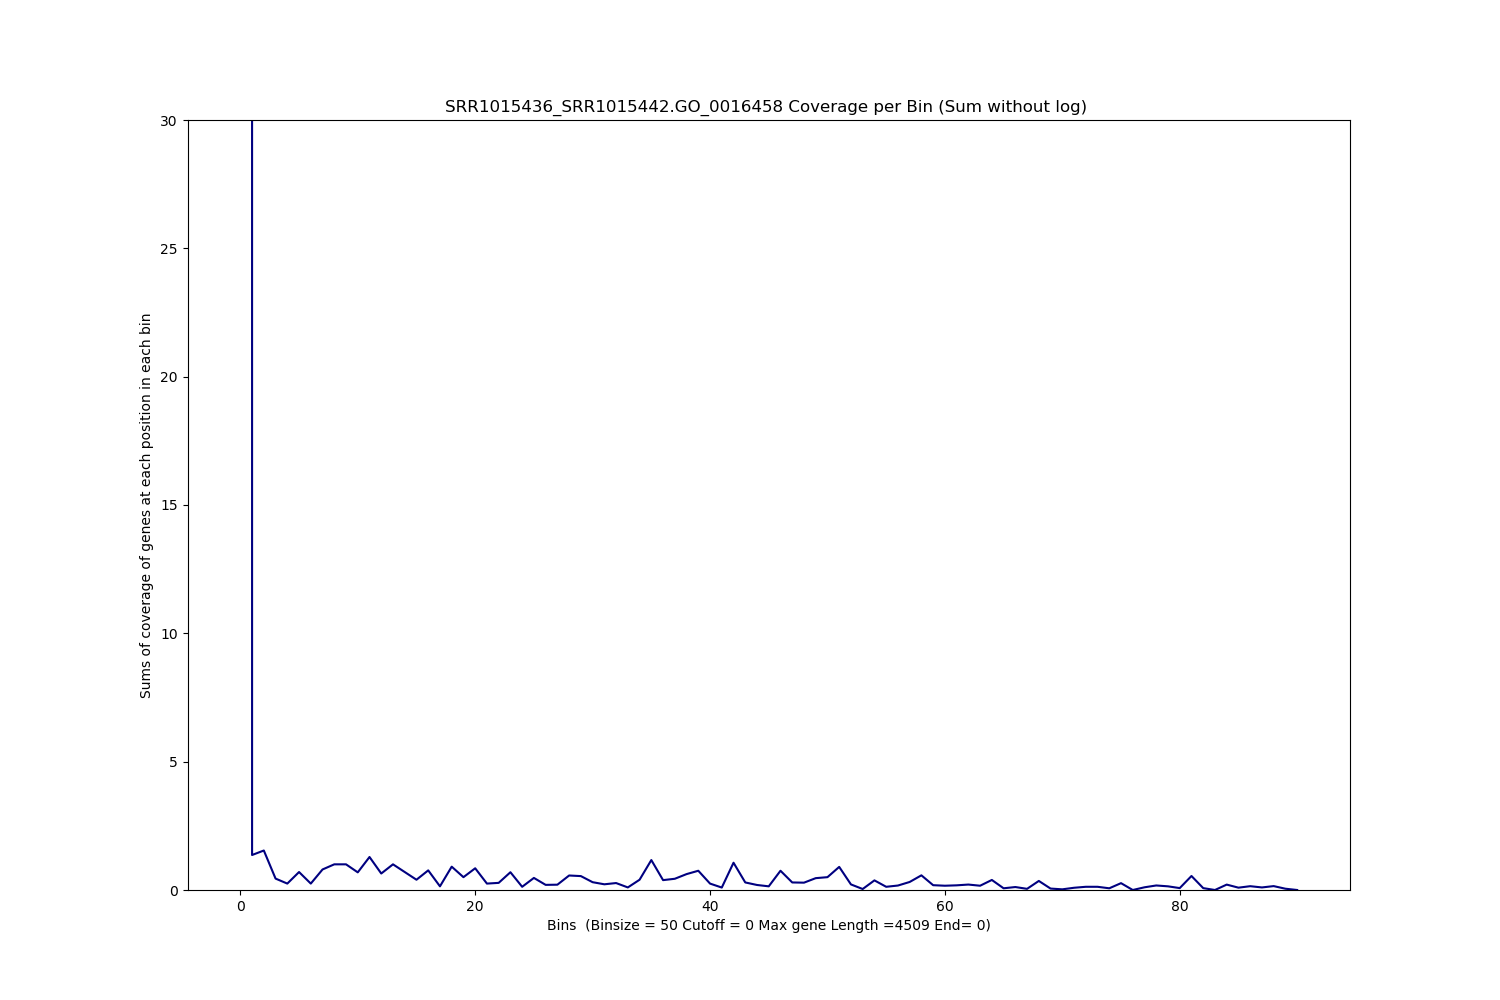 SRR1015436_SRR1015442.GO_0016458 Coverage per Bin (Sum without log)
30
25
20
15
10
5
0
Sums of coverage of genes at each position in each bin
0 20 40 60 80
Bins  (Binsize = 50 Cutoff = 0 Max gene Length =4509 End= 0)